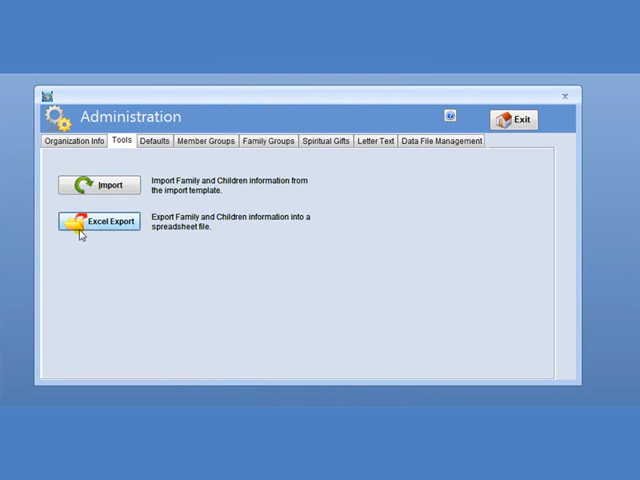 Administration
? Exit
Organization Info Tools Defaults Member Groups Family Groups Spiritual Gifts Letter Text Data File Management
Import
Import Family and Children information from
the import template.
Excel Export
Export Family and Children information into a
spreadsheet file.